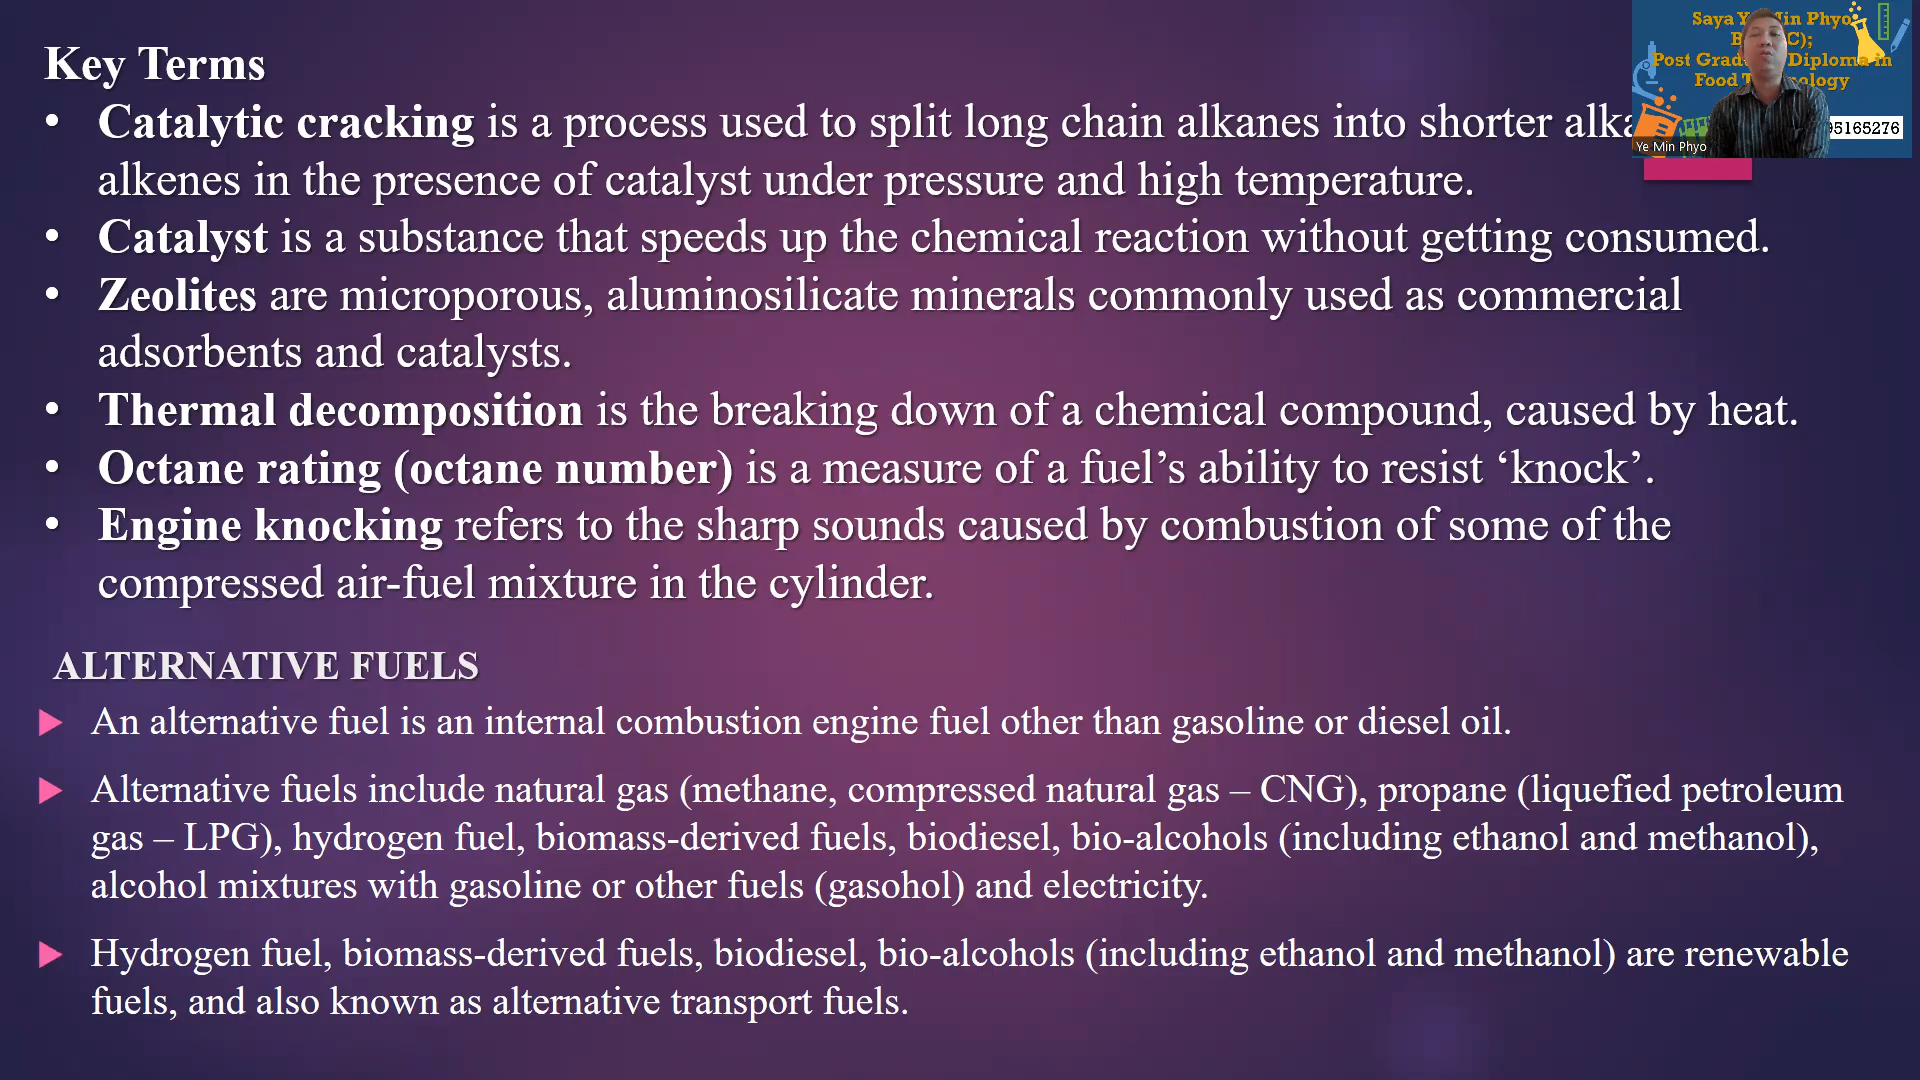 Key Terms
• Catalytic cracking is a process used to split long chain alkanes into shorter
alkenes in the presence of catalyst under pressure and high temperature.
• Catalyst is a substance that speeds up the chemical reaction without getting consumed.
• Zeolites are microporous, aluminosilicate minerals commonly used as commercial
adsorbents and catalysts.
• Thermal decomposition is the breaking down of a chemical compound, caused by heat.
• Octane rating (octane number) is a measure of a fuel’s ability to resist ‘knock’.
• Engine knocking refers to the sharp sounds caused by combustion of some of the
compressed air-fuel mixture in the cylinder.
ALTERNATIVE FUELS
An alternative fuel is an internal combustion engine fuel other than gasoline or diesel oil.
Alternative fuels include natural gas (methane, compressed natural gas – CNG), propane (liquefied petroleum
gas – LPG), hydrogen fuel, biomass-derived fuels, biodiesel, bio-alcohols (including ethanol and methanol),
alcohol mixtures with gasoline or other fuels (gasohol) and electricity.
Hydrogen fuel, biomass-derived fuels, biodiesel, bio-alcohols (including ethanol and methanol) are renewable
fuels, and also known as alternative transport fuels.
Saya Phyo
Post Diploma in
Food
95165276
Ye Min Phyo